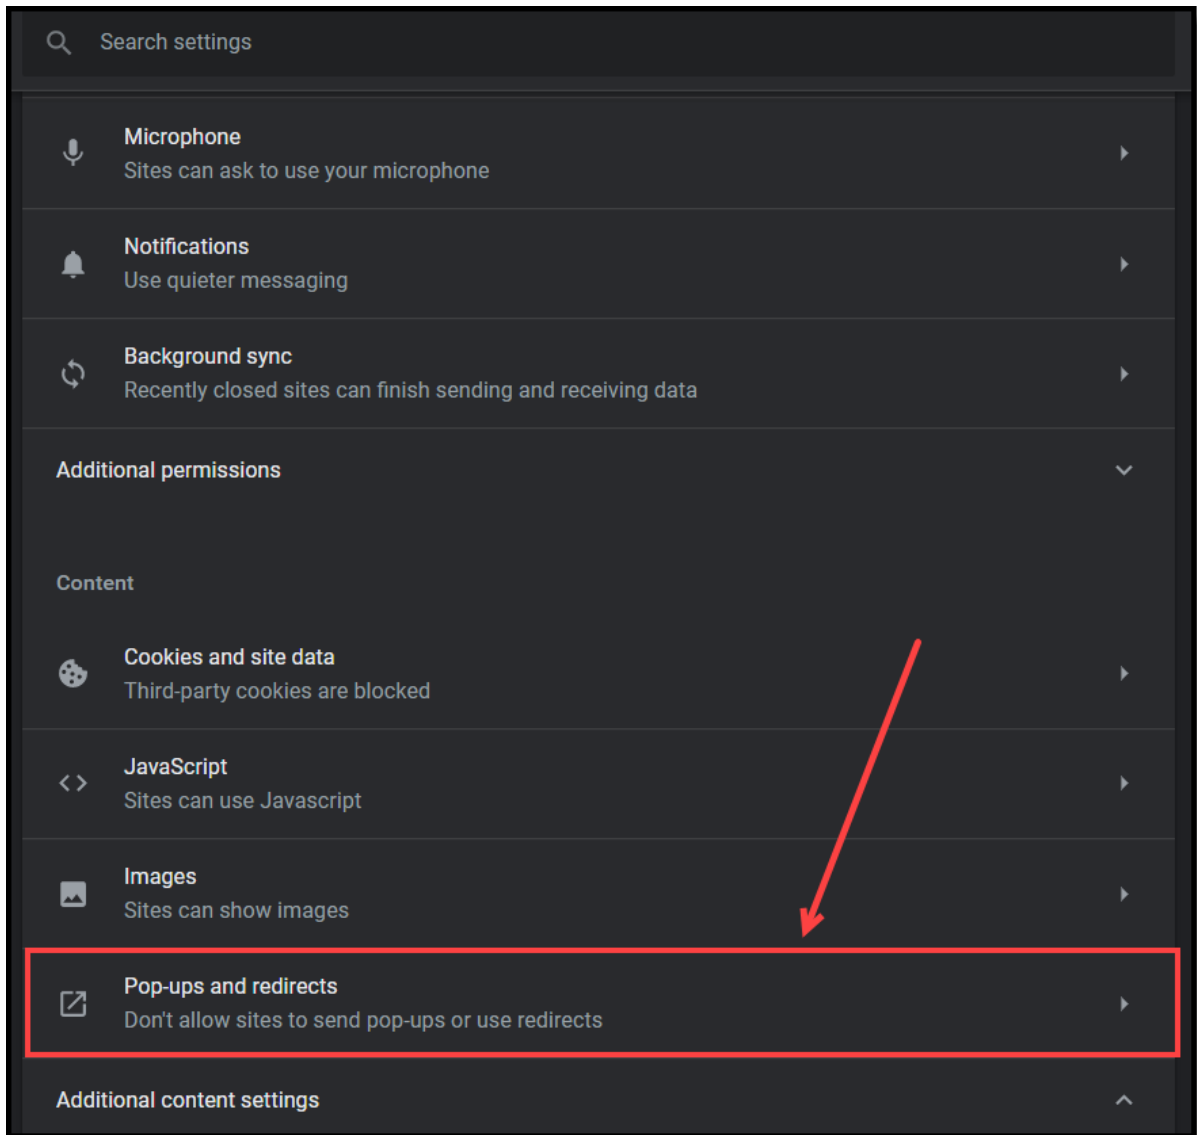 Search settings
Microphone
Sites can ask to use your microphone
Notifications
Use quieter messaging
Background sync
Recently closed sites can finish sending and receiving data
Additional permissions
Content
Cookies and site data
Third-party cookies are blocked
JavaScript
Sites can use Javascript
Images
Sites can show images
Pop-ups and redirects
Don't allow sites to send pop-ups or use redirects
Additional content settings